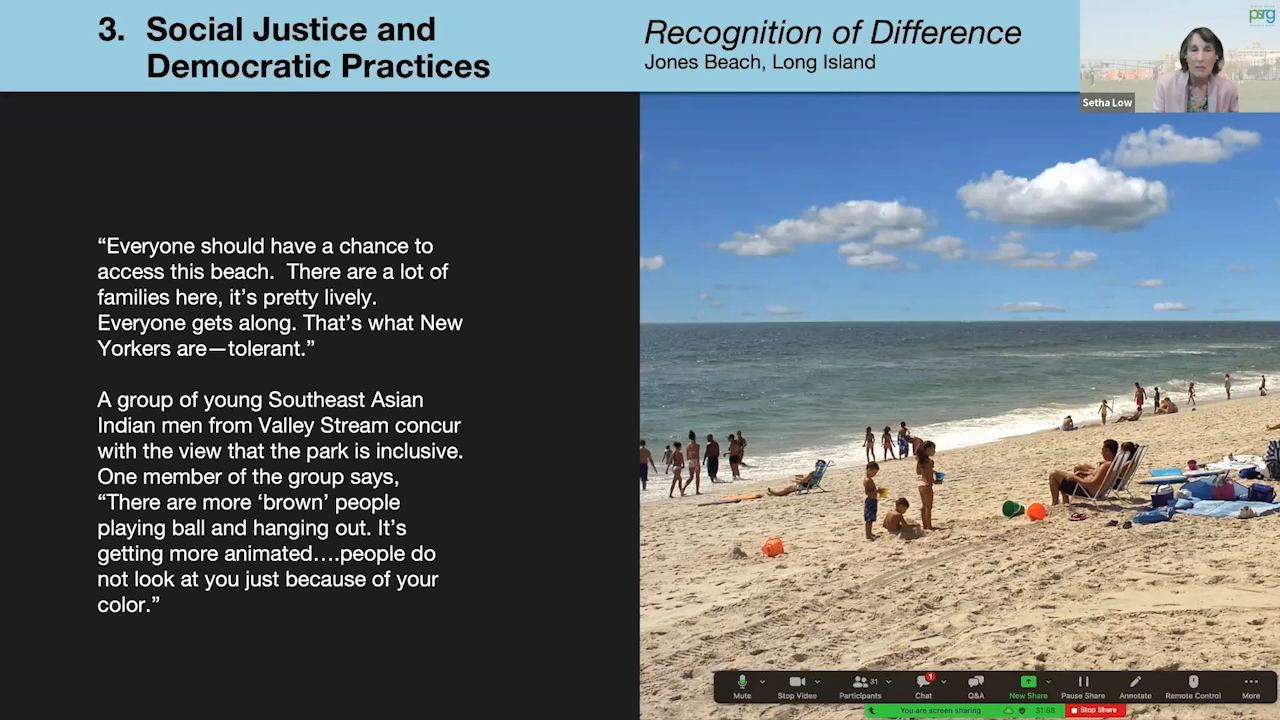 3. Social Justice and
Democratic Practices
Recognition of Difference
Jones Beach, Long Island
psrg
Setha Low
“Everyone should have a chance to
access this beach.  There are a lot of
families here, it’s pretty lively.
Everyone gets along. That’s what New
Yorkers are—tolerant.”
A group of young Southeast Asian
Indian men from Valley Stream concur
with the view that the park is inclusive.
One member of the group says,
“There are more ‘brown’ people
playing ball and hanging out. It’s
getting more animated….people do
not look at you just because of your
color.”
31
1
Mute
Stop Video
Participants
Chat
Q&A
New Share
Pause Share
Annotate
Remote Control
More
You are screen sharing
31:58
Stop Share